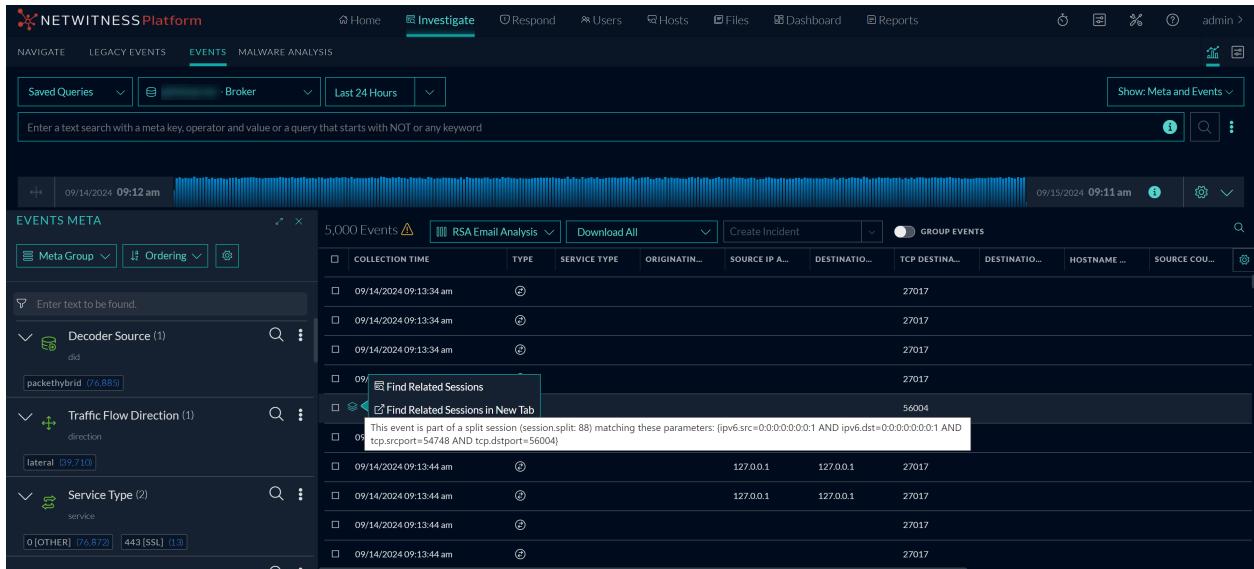 NETWITNESS Platform
Home Investigate Respond Users Hosts Files Dashboard Reports admin >
NAVIGATE LEGACY EVENTS EVENTS MALWARE ANALYSIS
Saved Queries - Broker Last 24 Hours Show: Meta and Events
Enter a text search with a meta key, operator and value or a query that starts with NOT or any keyword
09/14/2024 09:12 am 09/15/2024 09:11 am
EVENTS META
5,000 Events RSA Email Analysis Download All Create Incident GROUP EVENTS
Meta Group Ordering
COLLECTION TIME TYPE SERVICE TYPE ORIGINATIN... SOURCE IP A... DESTINATIO... TCP DESTINA... DESTINATIO... HOSTNAME ... SOURCE COU...
Enter text to be found.
09/14/2024 09:13:34 am 27017
09/14/2024 09:13:34 am 27017
Decoder Source (1)
did
09/14/2024 09:13:34 am 27017
packethybrid (76,885)
09/ 27017
Find Related Sessions
Traffic Flow Direction (1)
direction
Find Related Sessions in New Tab 56004
This event is part of a split session (session.split: 88) matching these parameters: {ipv6.src=0:0:0:0:0:0:0:1 AND ipv6.dst=0:0:0:0:0:0:0:1 AND
tcp.srcport=54748 AND tcp.dstport=56004}
09
lateral (39,710)
09/14/2024 09:13:44 am 127.0.0.1 127.0.0.1 27017
Service Type (2)
service
09/14/2024 09:13:44 am 127.0.0.1 127.0.0.1 27017
09/14/2024 09:13:44 am 27017
0 [OTHER] (76,872) 443 [SSL] (13)
09/14/2024 09:13:44 am 27017